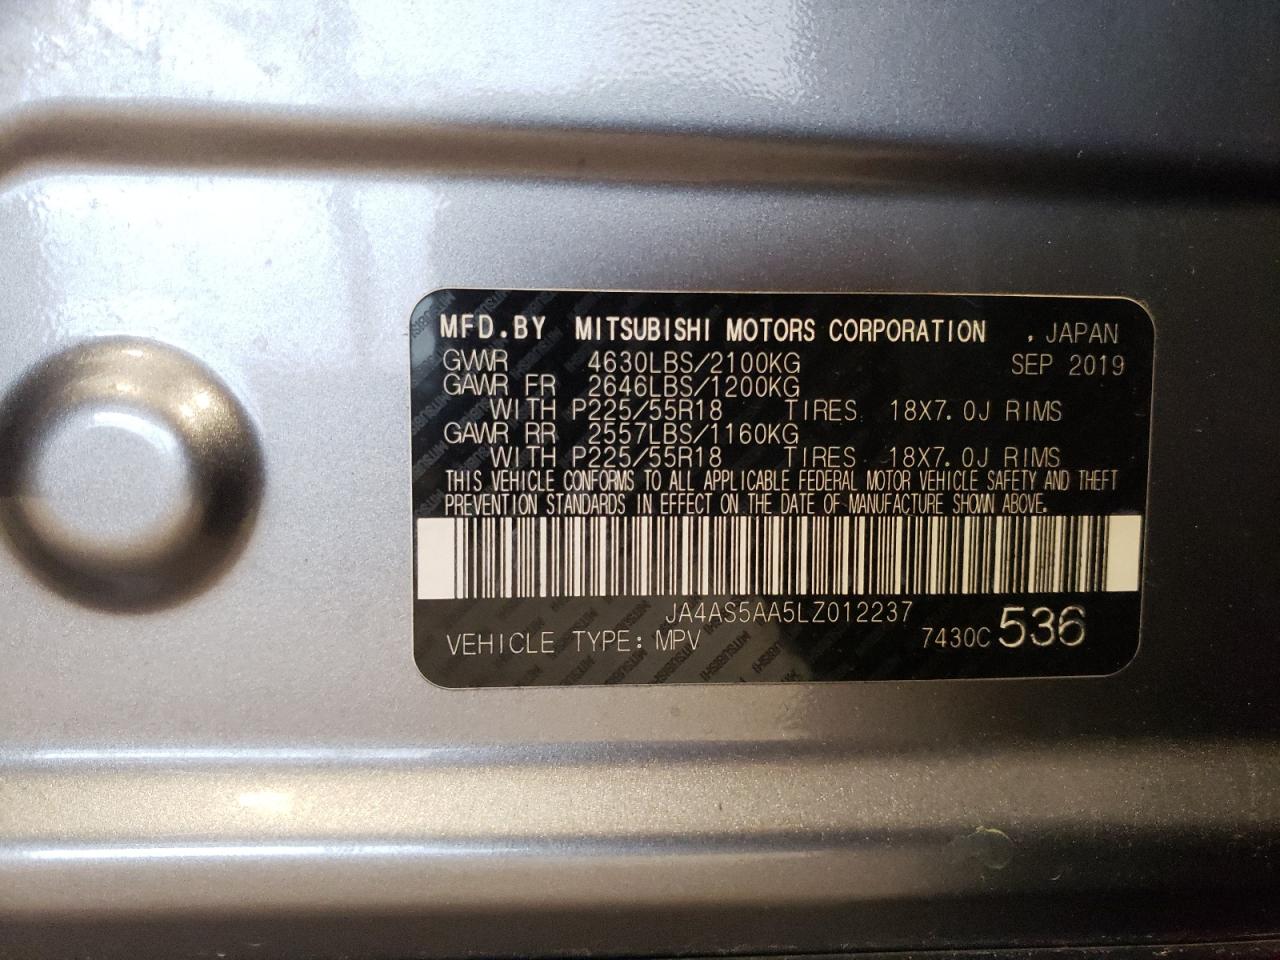 MFD.BY MITSUBISHI MOTORS CORPORATION , JAPAN
GVWR 4630LBS/2100KG SEP 2019
GAWR FR 2646LBS/1200KG
WITH P225/55R18 TIRES 18X7.0J RIMS
GAWR RR 2557LBS/1160KG
WITH P225/55R18 TIRES 18X7.0J RIMS
THIS VEHICLE CONFORMS TO ALL APPLICABLE FEDERAL MOTOR VEHICLE SAFETY AND THEFT
PREVENTION STANDARDS IN EFFECT ON THE DATE OF MANUFACTURE SHOWN ABOVE.
JA4AS5AA5LZ012237
VEHICLE TYPE: MPV 7430C 536